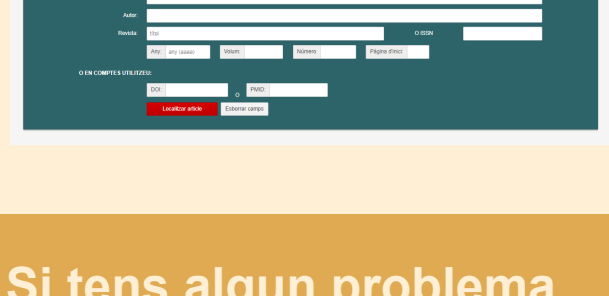 Autor:
Revista: títol O ISSN
Any: any (aaaa) Volum: Número Pàgina d'inici:
O EN COMPTES UTILITZEU:
DOI: o PMID:
Localitzar article Esborrar camps
Si tens algun problema